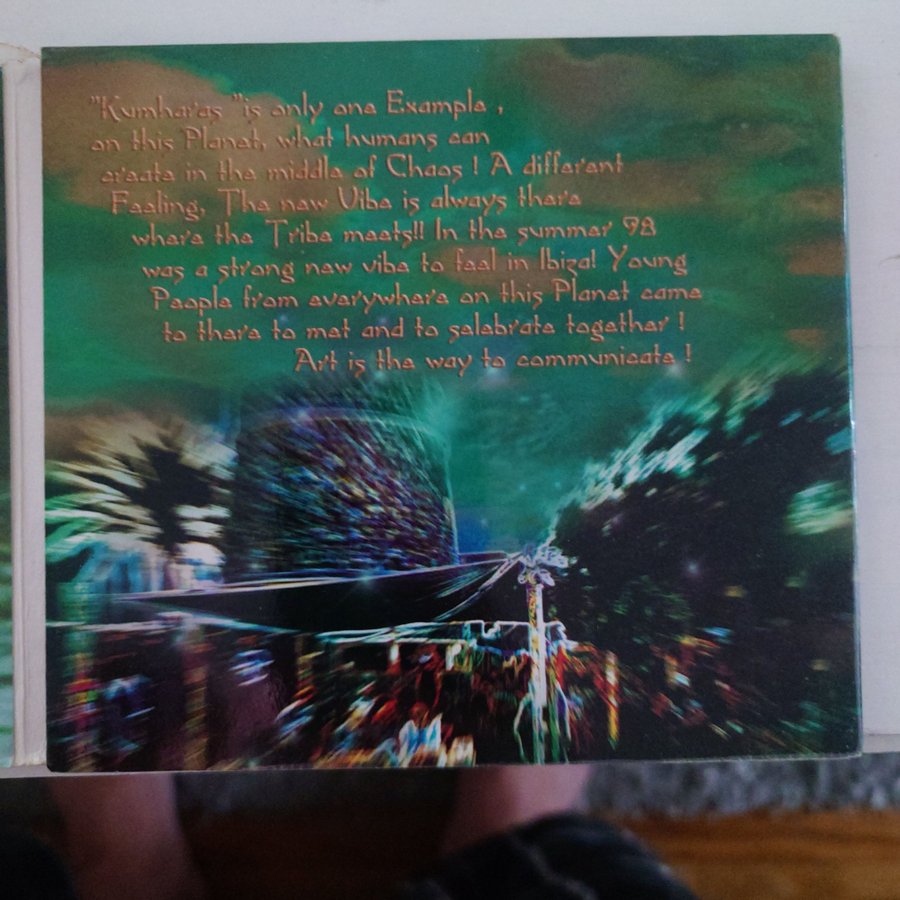 "Kumharas "is only one Example ,
on this Planet, what humans can
create in the middle of Chaos ! A different
Feeling, The new Vibe is always there
where the Tribe meets!! In the summer 98
was a strong new vibe to feel in Ibiza! Young
People from everywhere on this Planet came
to there to met and to selebrate together !
Art is the way to communicate !